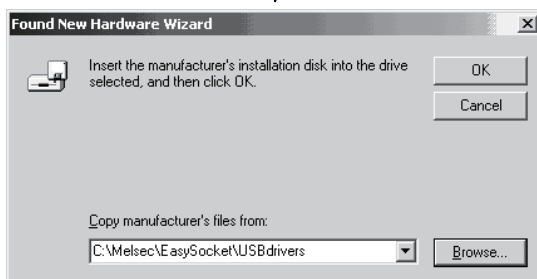 Found New Hardware Wizard
Insert the manufacturer's installation disk into the drive
selected, and then click OK.
OK
Cancel
Copy manufacturer's files from:
C:\Melsec\EasySocket\USBdrivers
Browse...